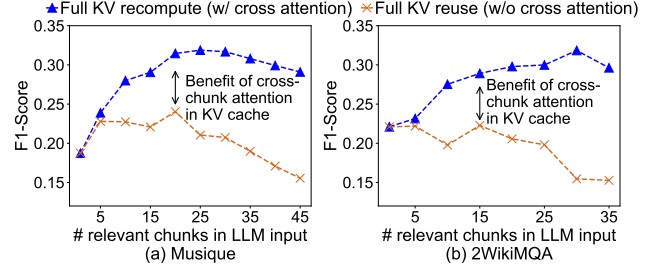 Full KV recompute (w/ cross attention) Full KV reuse (w/o cross attention)
F1-Score
0.35
0.30
0.25
0.20
0.15
Benefit of cross-
chunk attention
in KV cache
5 15 25 35 45
# relevant chunks in LLM input
(a) Musique
F1-Score
0.35
0.30
0.25
0.20
0.15
Benefit of cross-
chunk attention
in KV cache
5 15 25 35
# relevant chunks in LLM input
(b) 2WikiMQA